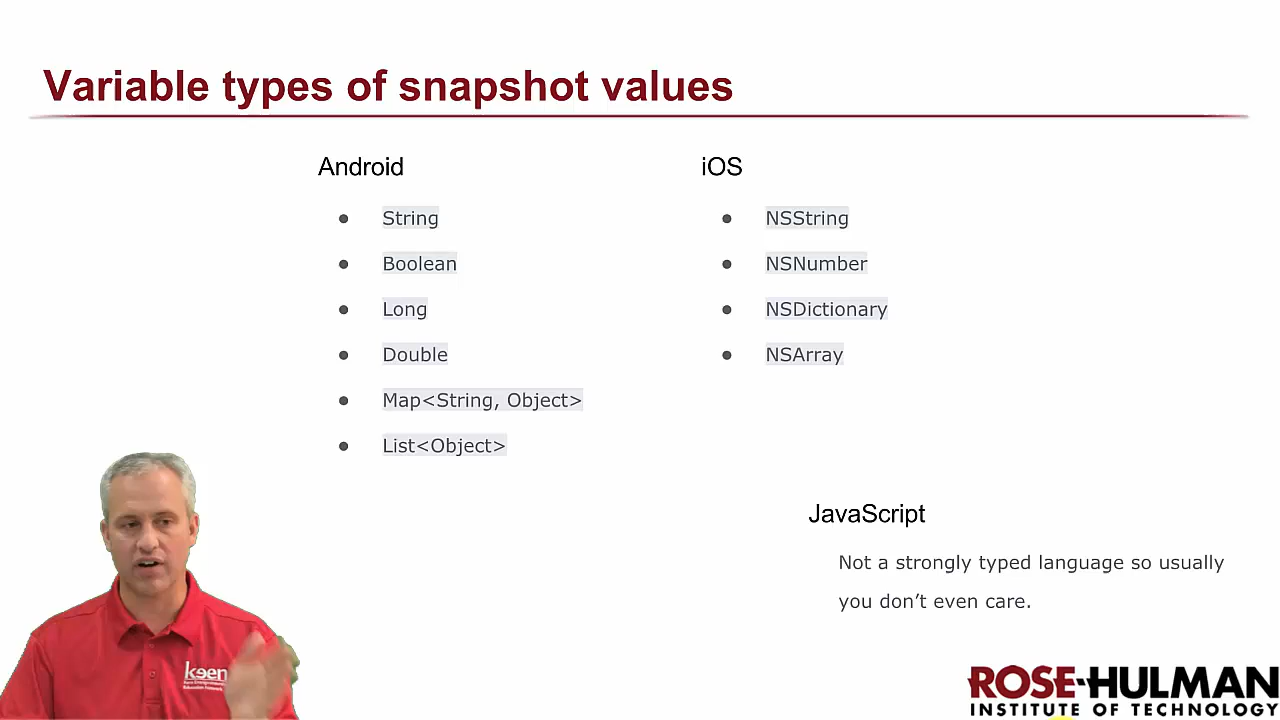 Variable types of snapshot values
Android
● String
● Boolean
● Long
● Double
● Map<String, Object>
● List<Object>
iOS
● NSString
● NSNumber
● NSDictionary
● NSArray
JavaScript
Not a strongly typed language so usually
you don’t even care.
keen
ROSE-HULMAN
INSTITUTE OF TECHNOLOGY